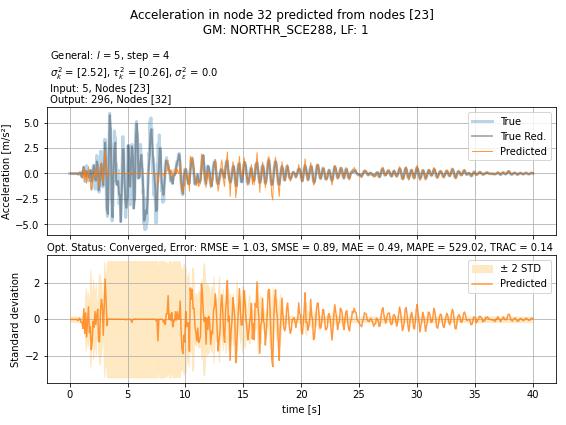 Acceleration in node 32 predicted from nodes [23]
GM: NORTHR_SCE288, LF: 1
General: l = 5, step = 4
σ²ₖ = [2.52], τ²ₖ = [0.26], σ²ε = 0.0
Input: 5, Nodes [23]
Output: 296, Nodes [32]
Acceleration [m/s²]
5.0
2.5
0.0
−2.5
−5.0
True
True Red.
Predicted
Opt. Status: Converged, Error: RMSE = 1.03, SMSE = 0.89, MAE = 0.49, MAPE = 529.02, TRAC = 0.14
Standard deviation
2
0
−2
± 2 STD
Predicted
0 5 10 15 20 25 30 35 40
time [s]